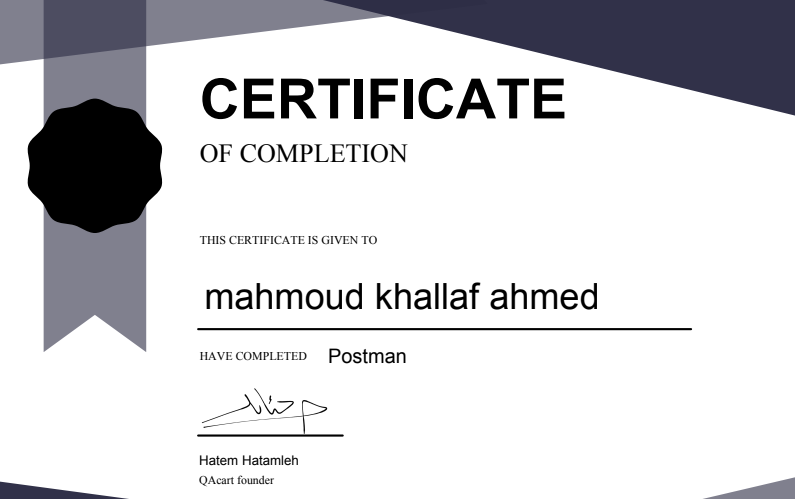 CERTIFICATE
OF COMPLETION
THIS CERTIFICATE IS GIVEN TO
mahmoud khallaf ahmed
HAVE COMPLETED Postman
Hatem Hatamleh
QAcart founder